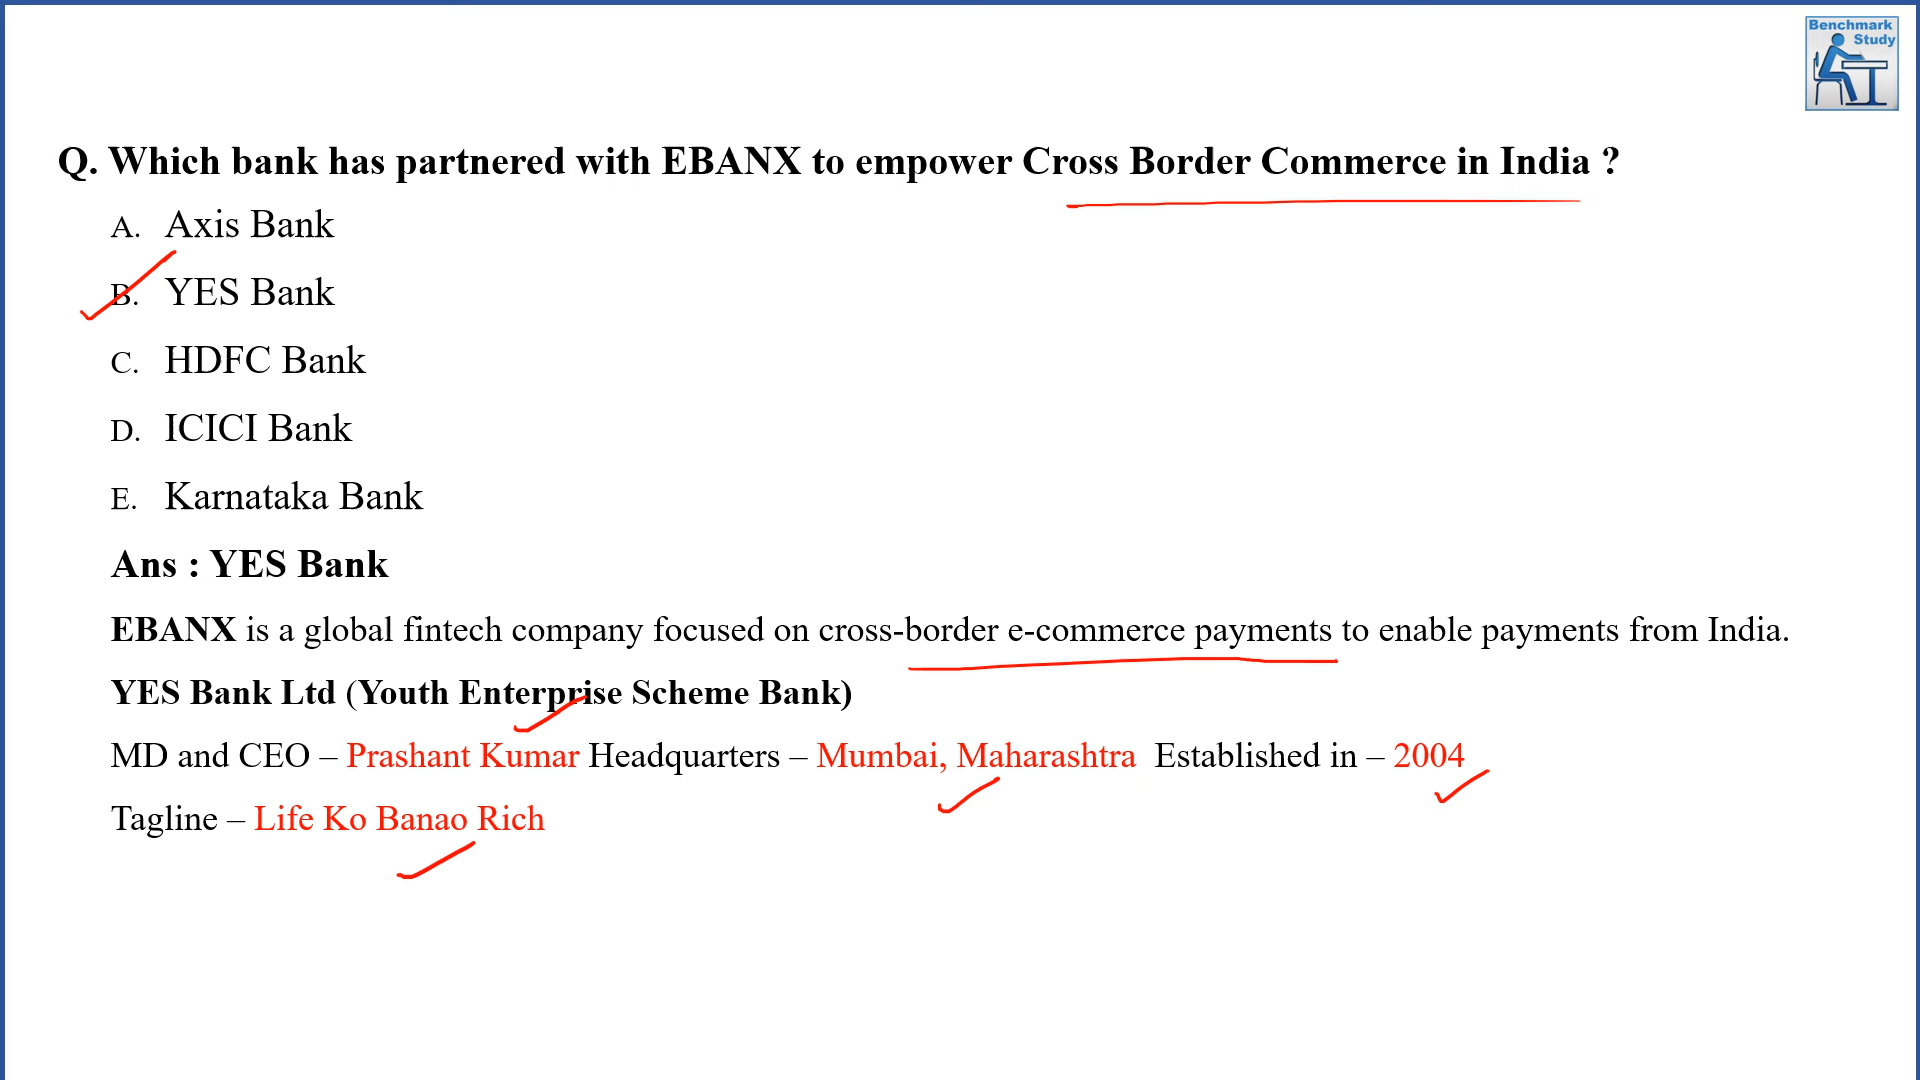 Benchmark
Study
Q. Which bank has partnered with EBANX to empower Cross Border Commerce in India ?
A. Axis Bank
B. YES Bank
C. HDFC Bank
D. ICICI Bank
E. Karnataka Bank
Ans : YES Bank
EBANX is a global fintech company focused on cross-border e-commerce payments to enable payments from India.
YES Bank Ltd (Youth Enterprise Scheme Bank)
MD and CEO – Prashant Kumar Headquarters – Mumbai, Maharashtra Established in – 2004
Tagline – Life Ko Banao Rich